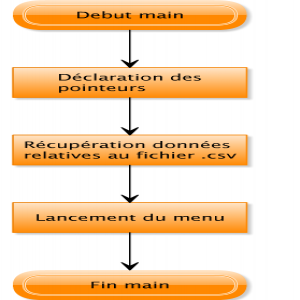 Debut main
Déclaration des
pointeurs
Récupération données
relatives au fichier .csv
Lancement du menu
Fin main